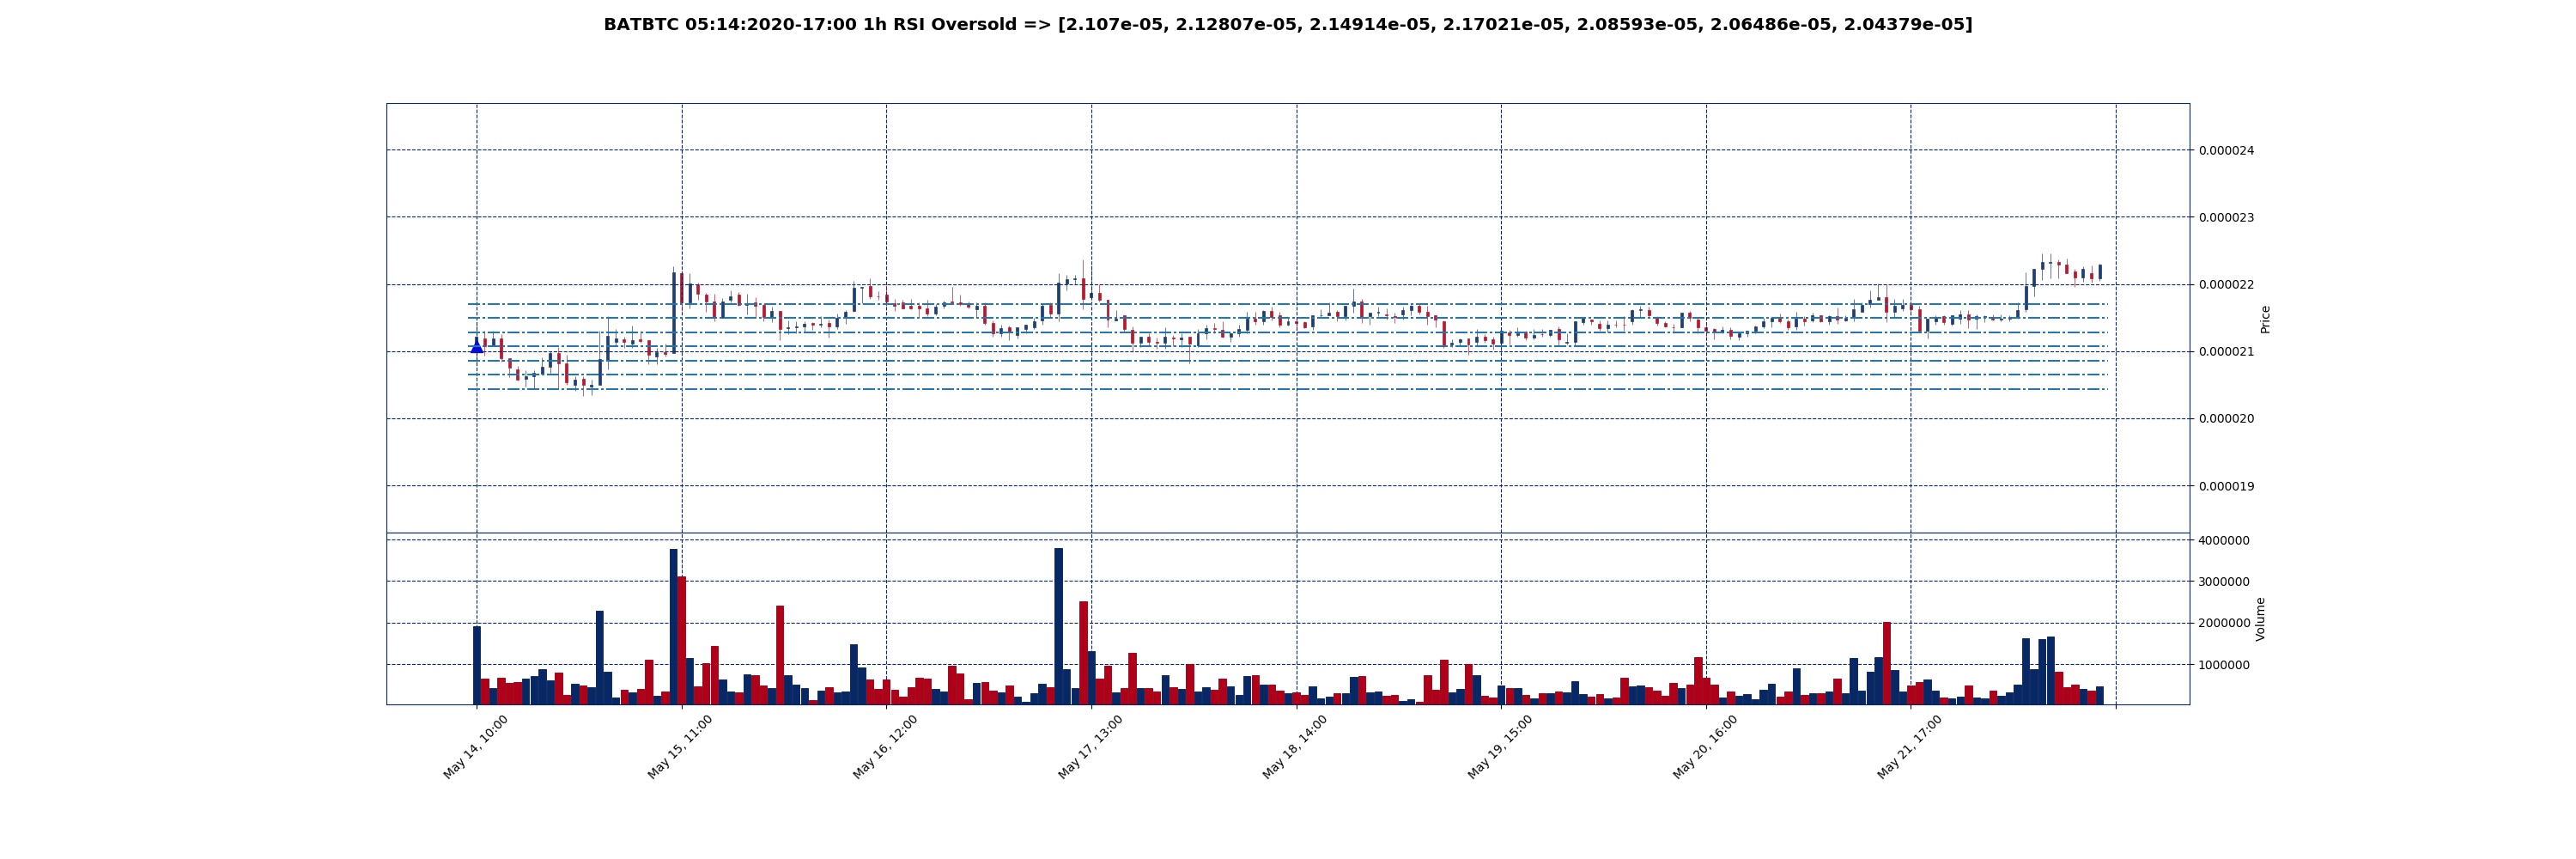 BATBTC 05:14:2020-17:00 1h RSI Oversold => [2.107e-05, 2.12807e-05, 2.14914e-05, 2.17021e-05, 2.08593e-05, 2.06486e-05, 2.04379e-05]
0.000024
0.000023
0.000022
0.000021
0.000020
0.000019
Price
4000000
3000000
2000000
1000000
Volume
May 14, 10:00
May 15, 11:00
May 16, 12:00
May 17, 13:00
May 18, 14:00
May 19, 15:00
May 20, 16:00
May 21, 17:00